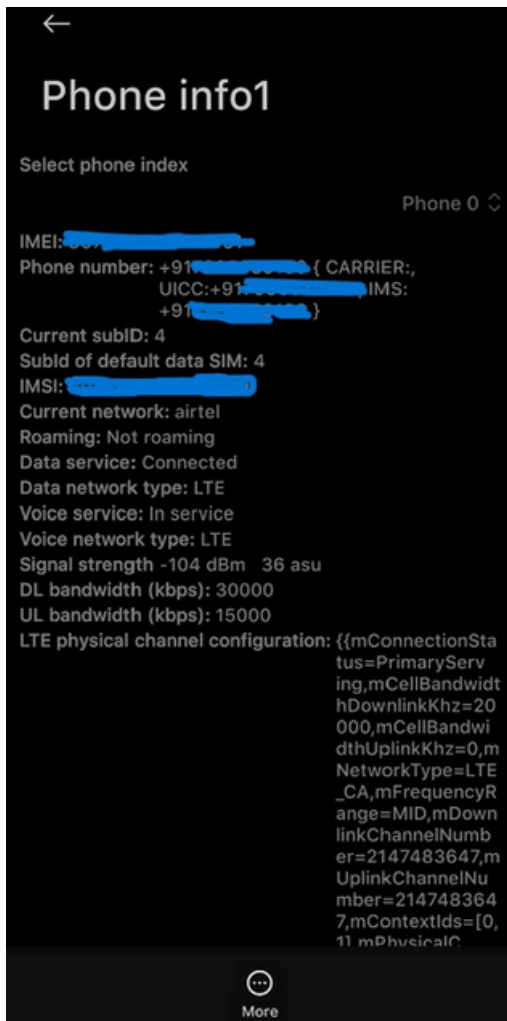 Phone info1
Select phone index
Phone 0
IMEI:
Phone number: +91 { CARRIER:,
UICC:+91 IMS:
+91 }
Current subID: 4
SubId of default data SIM: 4
IMSI:
Current network: airtel
Roaming: Not roaming
Data service: Connected
Data network type: LTE
Voice service: In service
Voice network type: LTE
Signal strength -104 dBm 36 asu
DL bandwidth (kbps): 30000
UL bandwidth (kbps): 15000
LTE physical channel configuration: {{mConnectionSta
tus=PrimaryServ
ing,mCellBandwidt
hDownlinkKhz=20
000,mCellBandwi
dthUplinkKhz=0,m
NetworkType=LTE
_CA,mFrequencyR
ange=MID,mDown
linkChannelNumb
er=2147483647,m
UplinkChannelNu
mber=214748364
7,mContextIds=[0,
1],mPhysicalC
More